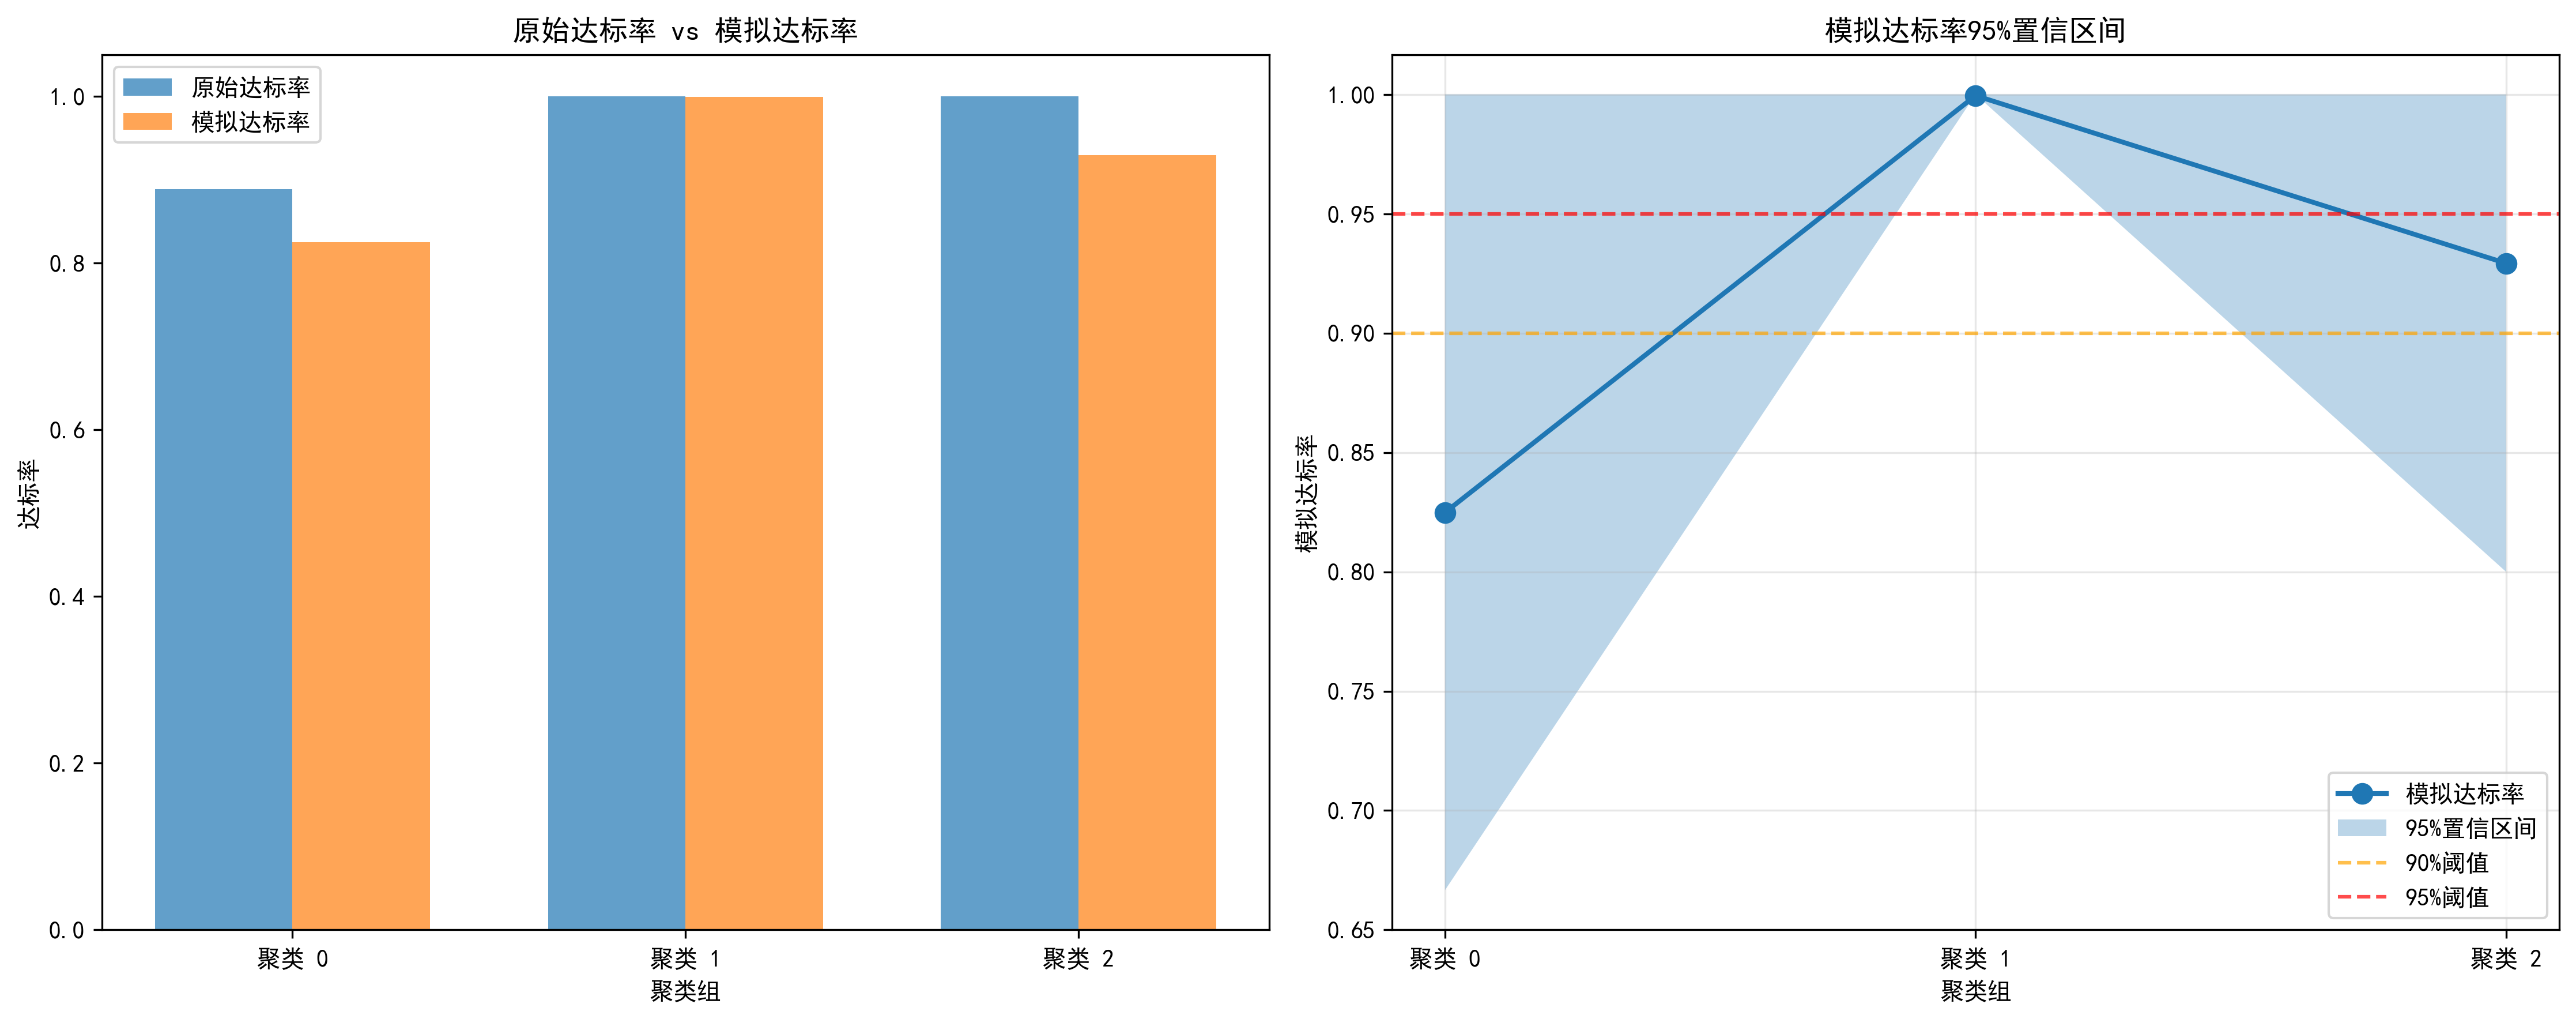 原始达标率 vs 模拟达标率
原始达标率
模拟达标率
达标率
1.0
0.8
0.6
0.4
0.2
0.0
聚类 0
聚类 1
聚类 2
聚类组
模拟达标率95%置信区间
模拟达标率
1.00
0.95
0.90
0.85
0.80
0.75
0.70
0.65
模拟达标率
95%置信区间
90%阈值
95%阈值
聚类 0
聚类 1
聚类 2
聚类组